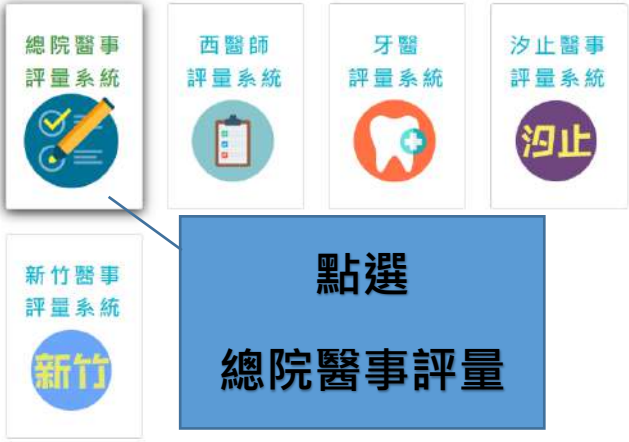 總院醫事
評量系統
西醫師
評量系統
牙醫
評量系統
汐止醫事
評量系統
汐止
新竹醫事
評量系統
新竹
點選
總院醫事評量